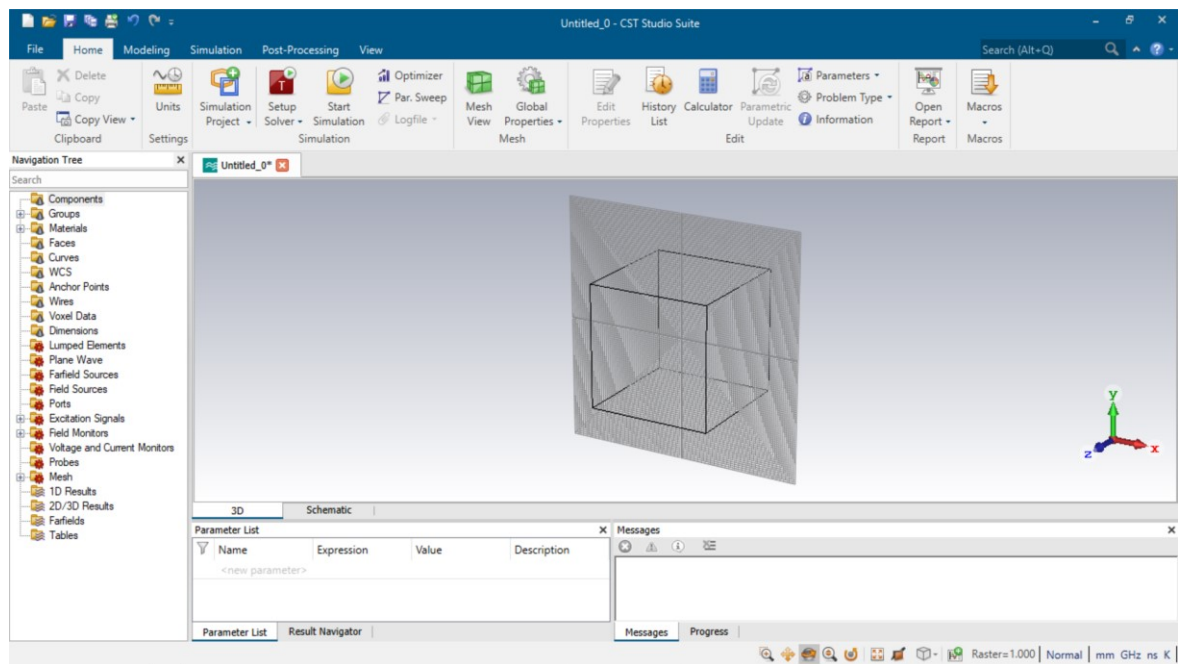 Untitled_0 - CST Studio Suite
File Home Modeling Simulation Post-Processing View Search (Alt+Q)
Paste
Delete
Copy
Copy View
Clipboard
Units
Settings
Simulation Project
Setup Solver
Start Simulation
Optimizer
Par. Sweep
Logfile
Simulation
Mesh View
Global Properties
Mesh
Edit Properties
History List
Calculator
Parametric Update
Parameters
Problem Type
Information
Edit
Open Report
Report
Macros
Macros
Navigation Tree
Search
Components
Groups
Materials
Faces
Curves
WCS
Anchor Points
Wires
Voxel Data
Dimensions
Lumped Elements
Plane Wave
Farfield Sources
Field Sources
Ports
Excitation Signals
Field Monitors
Voltage and Current Monitors
Probes
Mesh
1D Results
2D/3D Results
Farfields
Tables
Untitled_0*
y
z x
3D Schematic
Parameter List
Name Expression Value Description
<new parameter>
Parameter List Result Navigator
Messages
Messages Progress
Raster=1.000 Normal mm GHz ns K